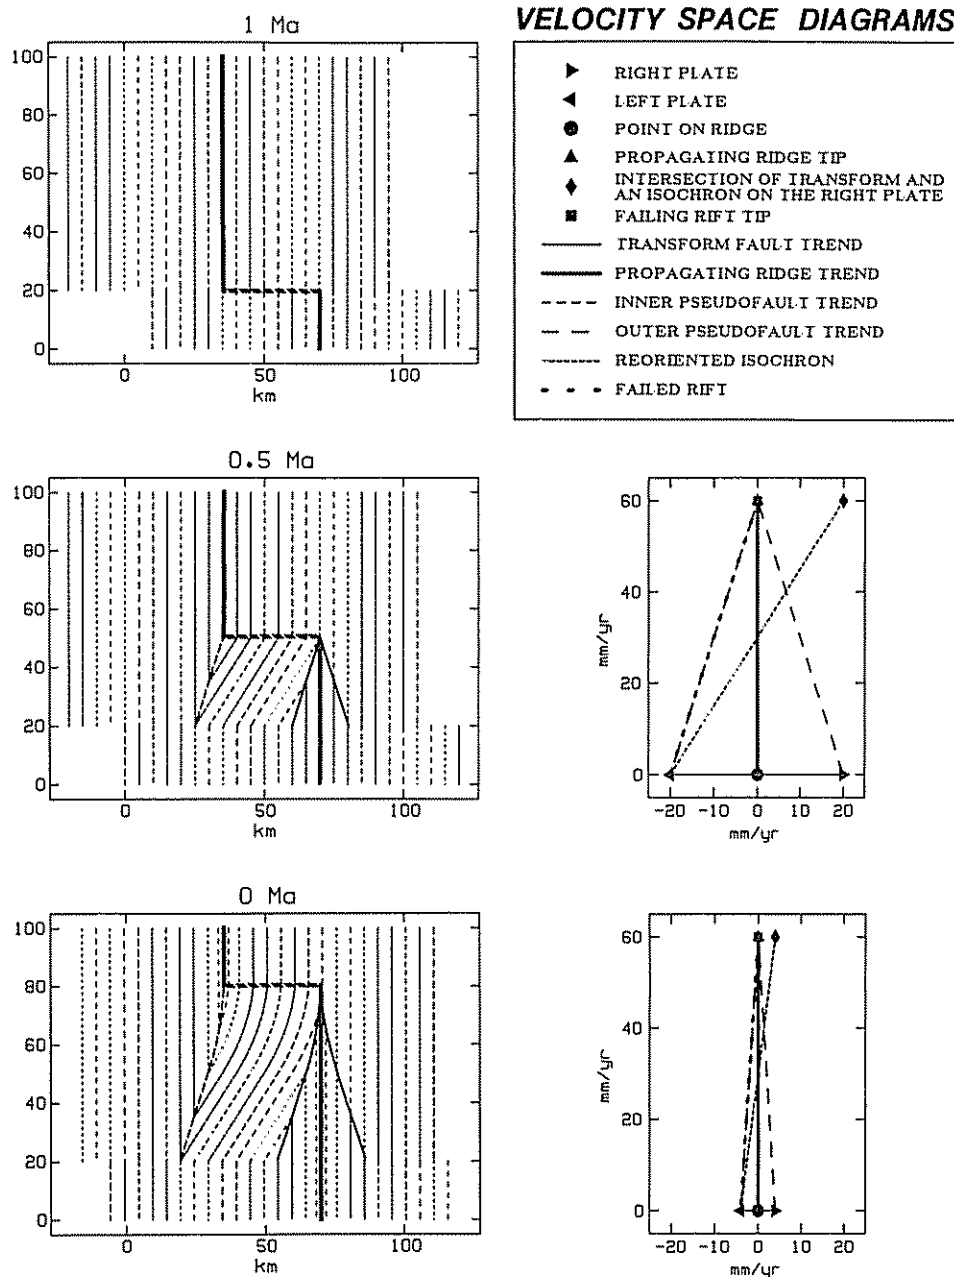 VELOCITY SPACE DIAGRAMS
1 Ma
100
80
60
40
20
0
0 50 100
km
RIGHT PLATE
LEFT PLATE
POINT ON RIDGE
PROPAGATING RIDGE TIP
INTERSECTION OF TRANSFORM AND
AN ISOCHRON ON THE RIGHT PLATE
FAILING RIFT TIP
TRANSFORM FAULT TREND
PROPAGATING RIDGE TREND
INNER PSEUDOFAULT TREND
OUTER PSEUDOFAULT TREND
REORIENTED ISOCHRON
FAILED RIFT
0.5 Ma
100
80
60
40
20
0
0 50 100
km
mm/yr
60
40
20
0
-20 -10 0 10 20
mm/yr
0 Ma
100
80
60
40
20
0
0 50 100
km
mm/yr
60
40
20
0
-20 -10 0 10 20
mm/yr